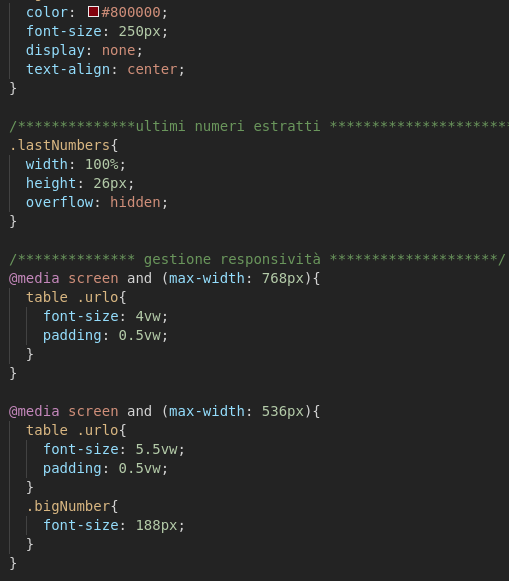 color: #800000;
font-size: 250px;
display: none;
text-align: center;
}
/**************ultimi numeri estratti *********************
.lastNumbers{
width: 100%;
height: 26px;
overflow: hidden;
}
/************** gestione responsività ********************/
@media screen and (max-width: 768px){
table .urlo{
font-size: 4vw;
padding: 0.5vw;
}
}
@media screen and (max-width: 536px){
table .urlo{
font-size: 5.5vw;
padding: 0.5vw;
}
.bigNumber{
font-size: 188px;
}
}